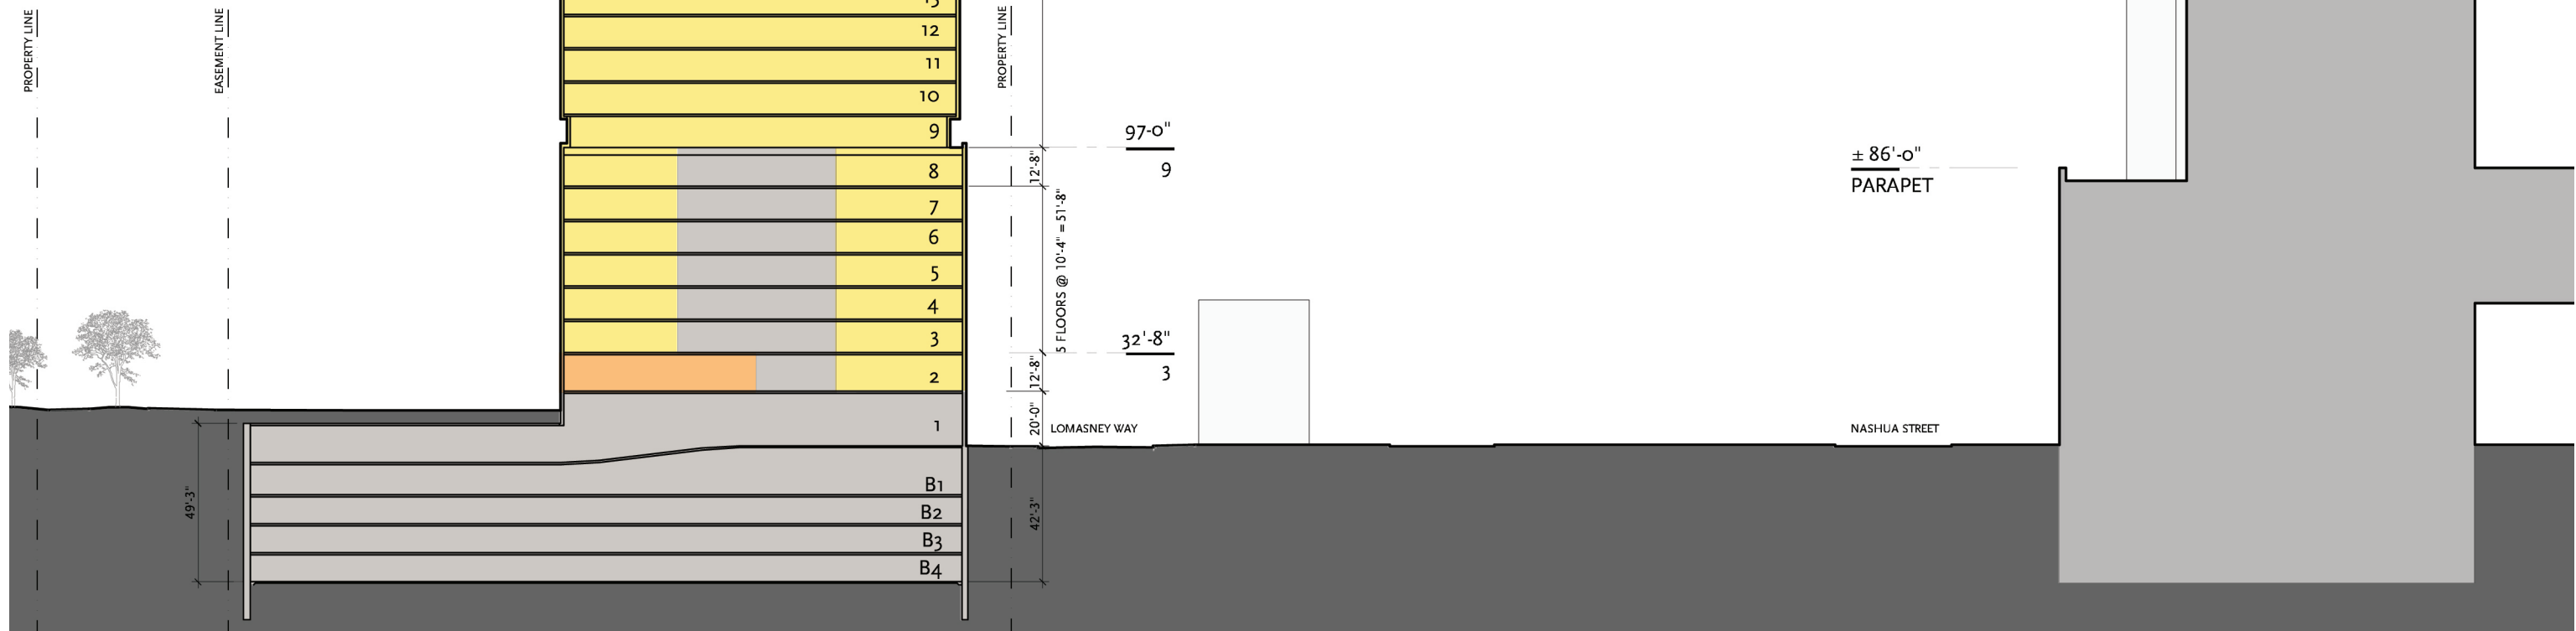 PROPERTY LINE
EASEMENT LINE
PROPERTY LINE
12
11
10
9
8
7
6
5
4
3
2
1
B1
B2
B3
B4
97-0"
9
12'-8"
5 FLOORS @ 10'-4" = 51'-8"
32'-8"
3
12'-8"
20'-0"
LOMASNEY WAY
49'-3"
42'-3"
± 86'-0"
PARAPET
NASHUA STREET